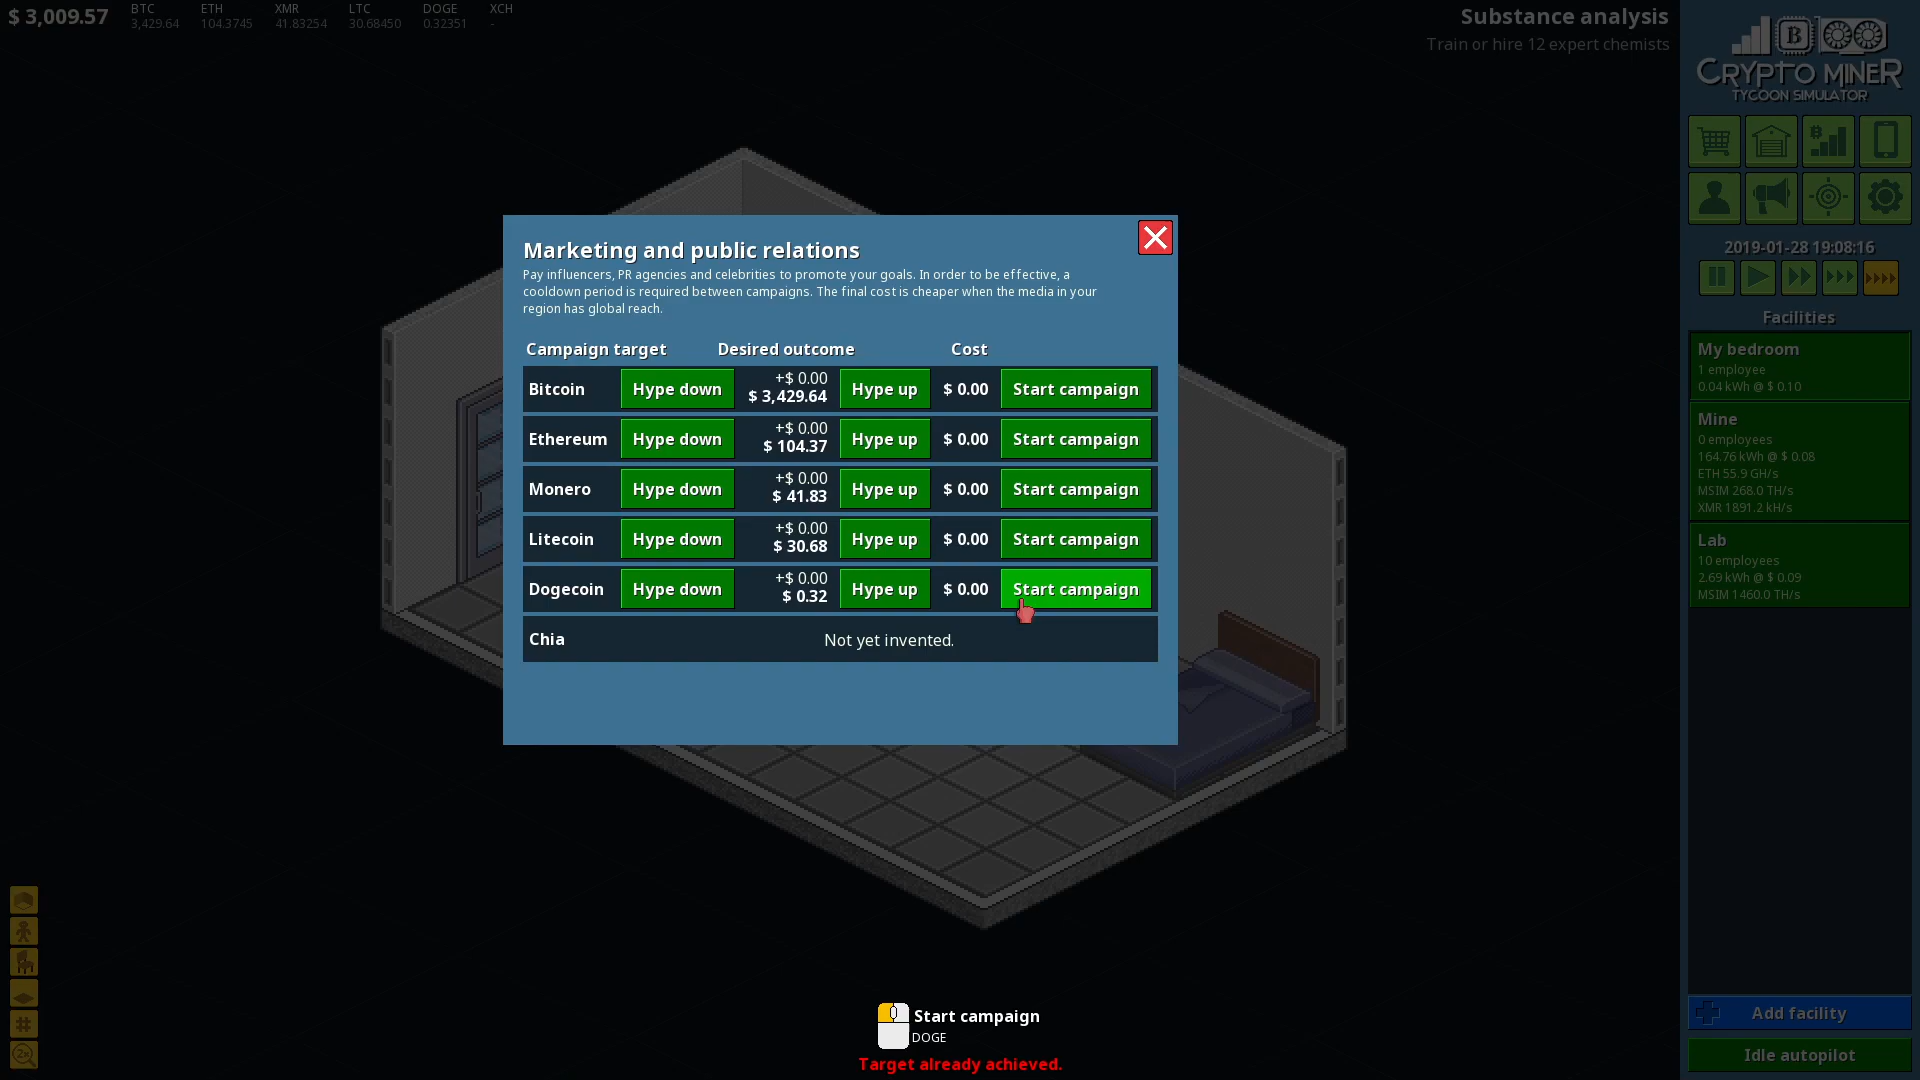 $ 3,009.57
BTC
3,429.64
ETH
104.3745
XMR
41.83254
LTC
30.68450
DOGE
0.32351
XCH
-
Substance analysis
Train or hire 12 expert chemists
CRYPTO MINER
TYCOON SIMULATOR
2019-01-28 19:08:16
Facilities
My bedroom
1 employee
0.04 kWh @ $ 0.10
Mine
0 employees
164.76 kWh @ $ 0.08
ETH 55.9 GH/s
MSIM 268.0 TH/s
XMR 1891.2 kH/s
Lab
10 employees
2.69 kWh @ $ 0.09
MSIM 1460.0 TH/s
Add facility
Idle autopilot
Marketing and public relations
Pay influencers, PR agencies and celebrities to promote your goals. In order to be effective, a
cooldown period is required between campaigns. The final cost is cheaper when the media in your
region has global reach.
Campaign target Desired outcome Cost
Bitcoin Hype down +$ 0.00 $ 3,429.64 Hype up $ 0.00 Start campaign
Ethereum Hype down +$ 0.00 $ 104.37 Hype up $ 0.00 Start campaign
Monero Hype down +$ 0.00 $ 41.83 Hype up $ 0.00 Start campaign
Litecoin Hype down +$ 0.00 $ 30.68 Hype up $ 0.00 Start campaign
Dogecoin Hype down +$ 0.00 $ 0.32 Hype up $ 0.00 Start campaign
Chia Not yet invented.
2x
Start campaign
DOGE
Target already achieved.